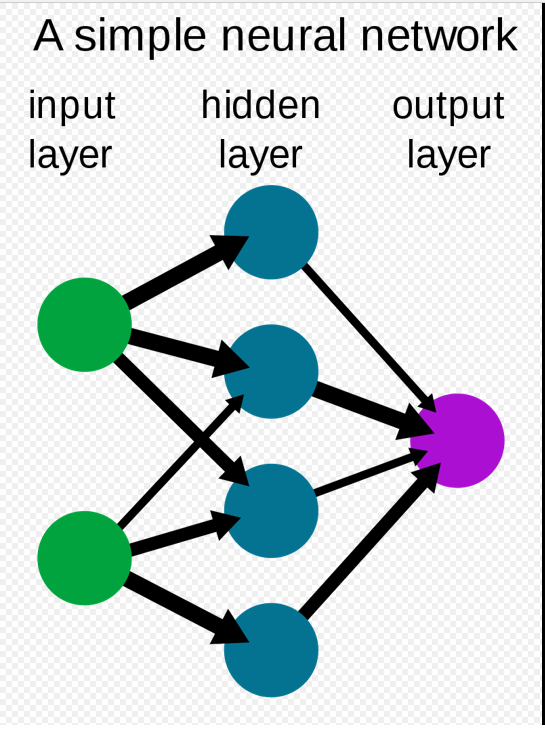 A simple neural network
input hidden output
layer layer layer